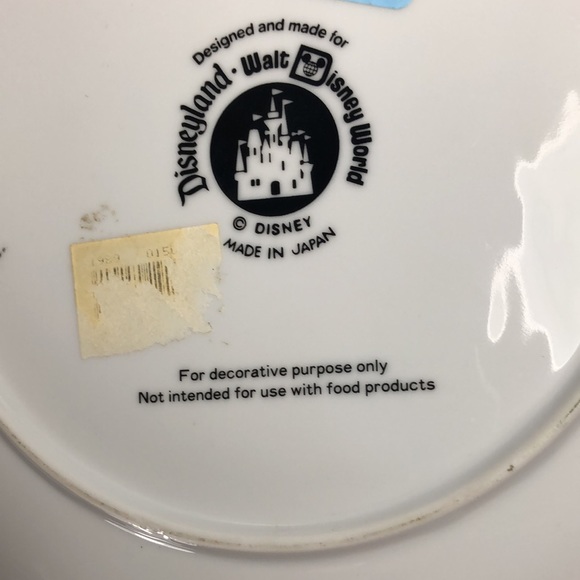 Designed and made for
Disneyland · Walt Disney World
© DISNEY
MADE IN JAPAN
For decorative purpose only
Not intended for use with food products